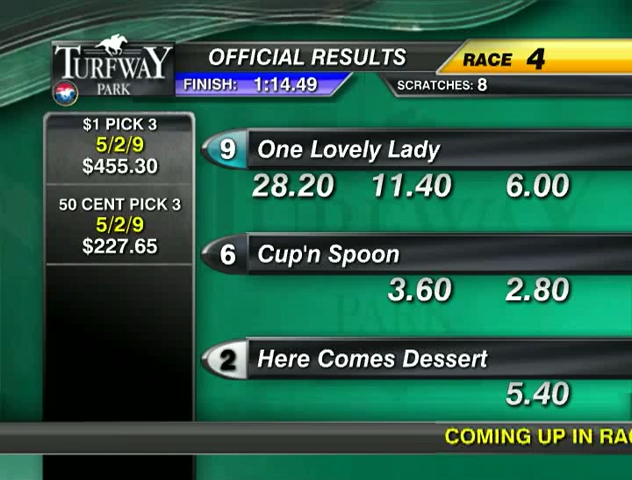 TURFWAY
PARK
OFFICIAL RESULTS
RACE 4
FINISH: 1:14.49
SCRATCHES: 8
$1 PICK 3
5/2/9
$455.30
50 CENT PICK 3
5/2/9
$227.65
9 One Lovely Lady
28.20 11.40 6.00
6 Cup'n Spoon
3.60 2.80
2 Here Comes Dessert
5.40
TURFWAY
PARK
COMING UP IN